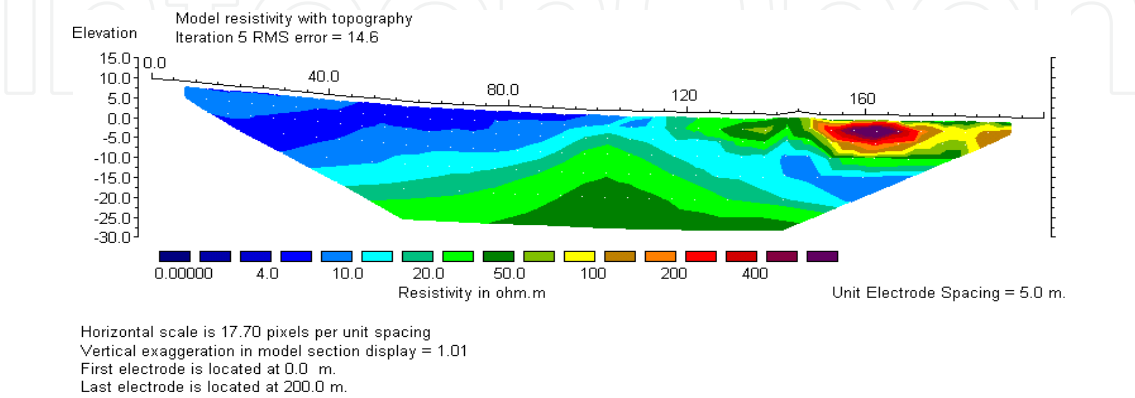 Model resistivity with topography
Elevation
Iteration 5 RMS error = 14.6
15.0
10.0
5.0
0.0
-5.0
-10.0
-15.0
-20.0
-25.0
-30.0
0.0
40.0
80.0
120
160
0.00000 4.0 10.0 20.0 50.0 100 200 400
Resistivity in ohm.m
Unit Electrode Spacing = 5.0 m.
Horizontal scale is 17.70 pixels per unit spacing
Vertical exaggeration in model section display = 1.01
First electrode is located at 0.0 m.
Last electrode is located at 200.0 m.